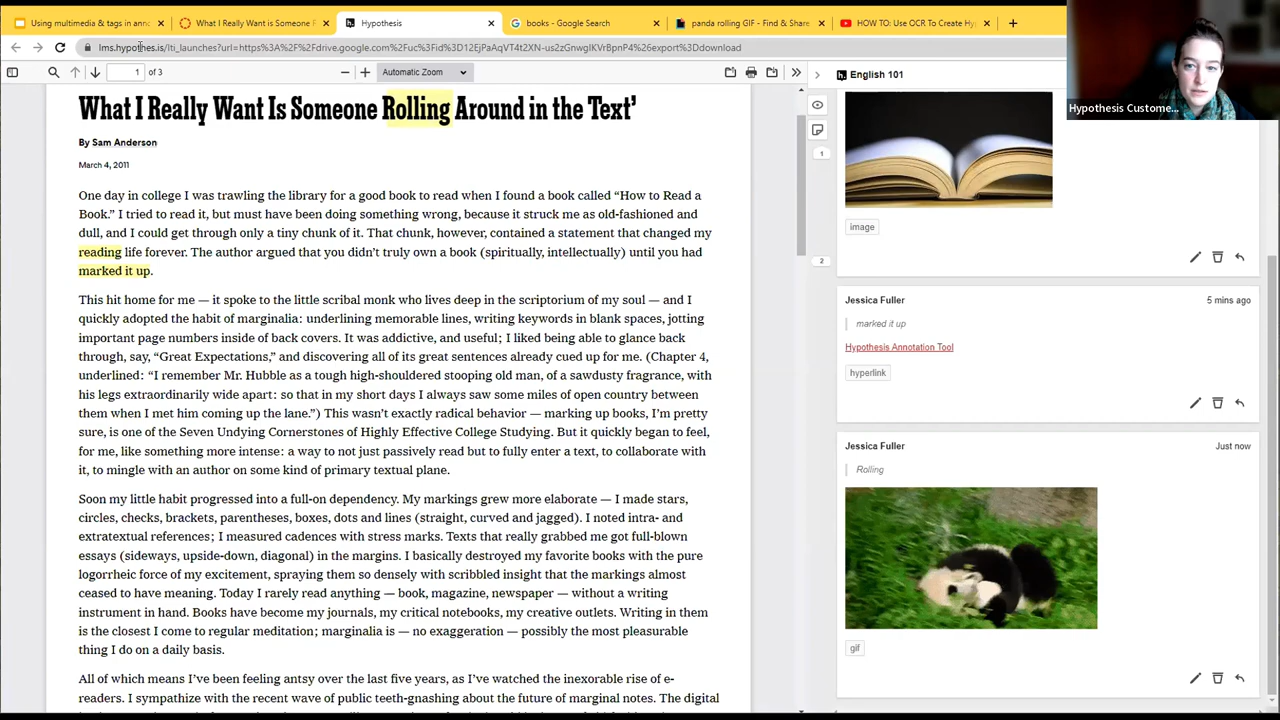 Using multimedia & tags in anno
What I Really Want is Someone R
Hypothesis
books - Google Search
panda rolling GIF - Find & Share
HOW TO: Use OCR To Create Hy
lms.hypothes.is/lti_launches?url=https%3A%2F%2Fdrive.google.com%2Fuc%3Fid%3D12EjPaAqVT4t2XN-us2zGnwgIKVrBpnP4%26export%3Ddownload
1 of 3
Automatic Zoom
English 101
Hypothesis Custome...
What I Really Want Is Someone Rolling Around in the Text’
By Sam Anderson
March 4, 2011
One day in college I was trawling the library for a good book to read when I found a book called “How to Read a
Book.” I tried to read it, but must have been doing something wrong, because it struck me as old-fashioned and
dull, and I could get through only a tiny chunk of it. That chunk, however, contained a statement that changed my
reading life forever. The author argued that you didn’t truly own a book (spiritually, intellectually) until you had
marked it up.
This hit home for me — it spoke to the little scribal monk who lives deep in the scriptorium of my soul — and I
quickly adopted the habit of marginalia: underlining memorable lines, writing keywords in blank spaces, jotting
important page numbers inside of back covers. It was addictive, and useful; I liked being able to glance back
through, say, “Great Expectations,” and discovering all of its great sentences already cued up for me. (Chapter 4,
underlined: “I remember Mr. Hubble as a tough high-shouldered stooping old man, of a sawdusty fragrance, with
his legs extraordinarily wide apart: so that in my short days I always saw some miles of open country between
them when I met him coming up the lane.”) This wasn’t exactly radical behavior — marking up books, I’m pretty
sure, is one of the Seven Undying Cornerstones of Highly Effective College Studying. But it quickly began to feel,
for me, like something more intense: a way to not just passively read but to fully enter a text, to collaborate with
it, to mingle with an author on some kind of primary textual plane.
Soon my little habit progressed into a full-on dependency. My markings grew more elaborate — I made stars,
circles, checks, brackets, parentheses, boxes, dots and lines (straight, curved and jagged). I noted intra- and
extratextual references; I measured cadences with stress marks. Texts that really grabbed me got full-blown
essays (sideways, upside-down, diagonal) in the margins. I basically destroyed my favorite books with the pure
logorrheic force of my excitement, spraying them so densely with scribbled insight that the markings almost
ceased to have meaning. Today I rarely read anything — book, magazine, newspaper — without a writing
instrument in hand. Books have become my journals, my critical notebooks, my creative outlets. Writing in them
is the closest I come to regular meditation; marginalia is — no exaggeration — possibly the most pleasurable
thing I do on a daily basis.
All of which means I’ve been feeling antsy over the last five years, as I’ve watched the inexorable rise of e-
readers. I sympathize with the recent wave of public teeth-gnashing about the future of marginal notes. The digital
1
2
image
Jessica Fuller 5 mins ago
marked it up
Hypothesis Annotation Tool
hyperlink
Jessica Fuller Just now
Rolling
gif